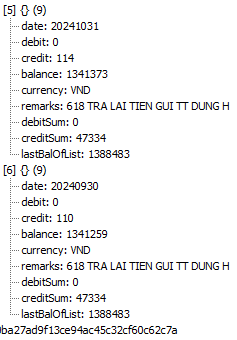 [5] {} (9)
date: 20241031
debit: 0
credit: 114
balance: 1341373
currency: VND
remarks: 618 TRA LAI TIEN GUI TT DUNG H
debitSum: 0
creditSum: 47334
lastBalOfList: 1388483
[6] {} (9)
date: 20240930
debit: 0
credit: 110
balance: 1341259
currency: VND
remarks: 618 TRA LAI TIEN GUI TT DUNG H
debitSum: 0
creditSum: 47334
lastBalOfList: 1388483
ba27ad9f13ce94ac45c32cf60c62c7a